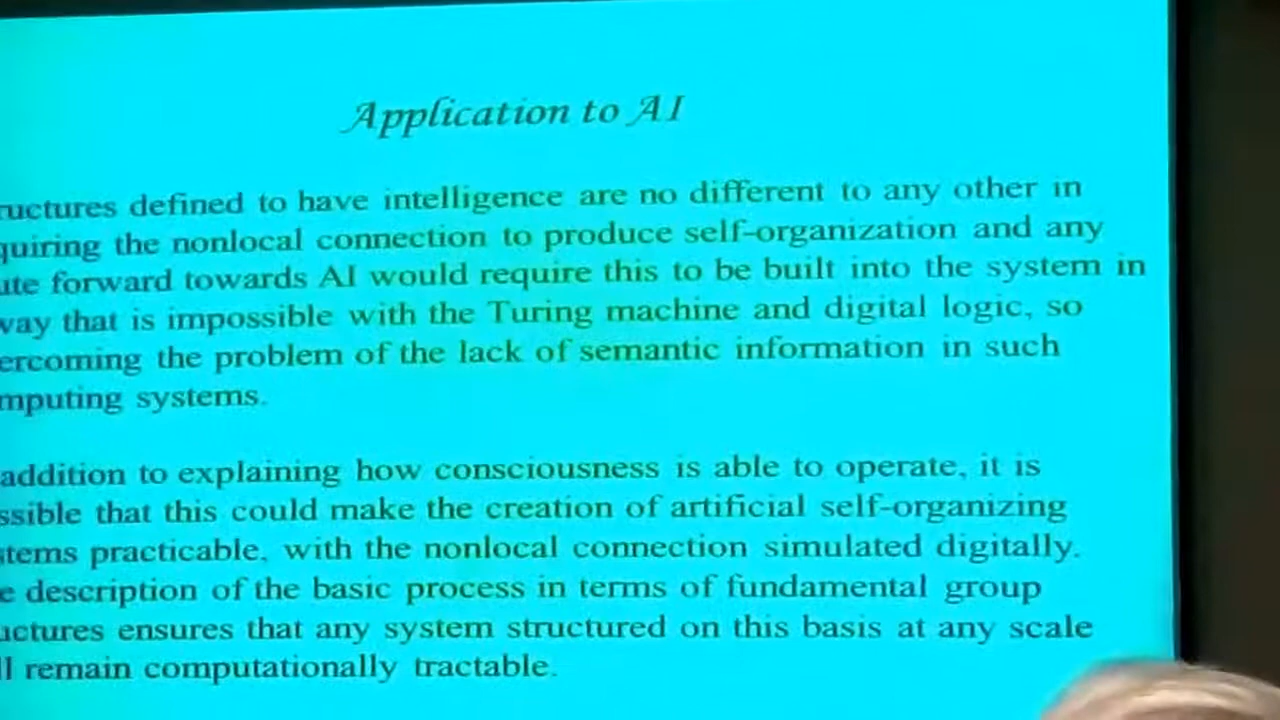 Application to AI
ructures defined to have intelligence are no different to any other in
quiring the nonlocal connection to produce self-organization and any
ute forward towards AI would require this to be built into the system in
way that is impossible with the Turing machine and digital logic, so
ercoming the problem of the lack of semantic information in such
mputing systems.
addition to explaining how consciousness is able to operate, it is
ssible that this could make the creation of artificial self-organizing
stems practicable, with the nonlocal connection simulated digitally.
e description of the basic process in terms of fundamental group
uctures ensures that any system structured on this basis at any scale
ll remain computationally tractable.